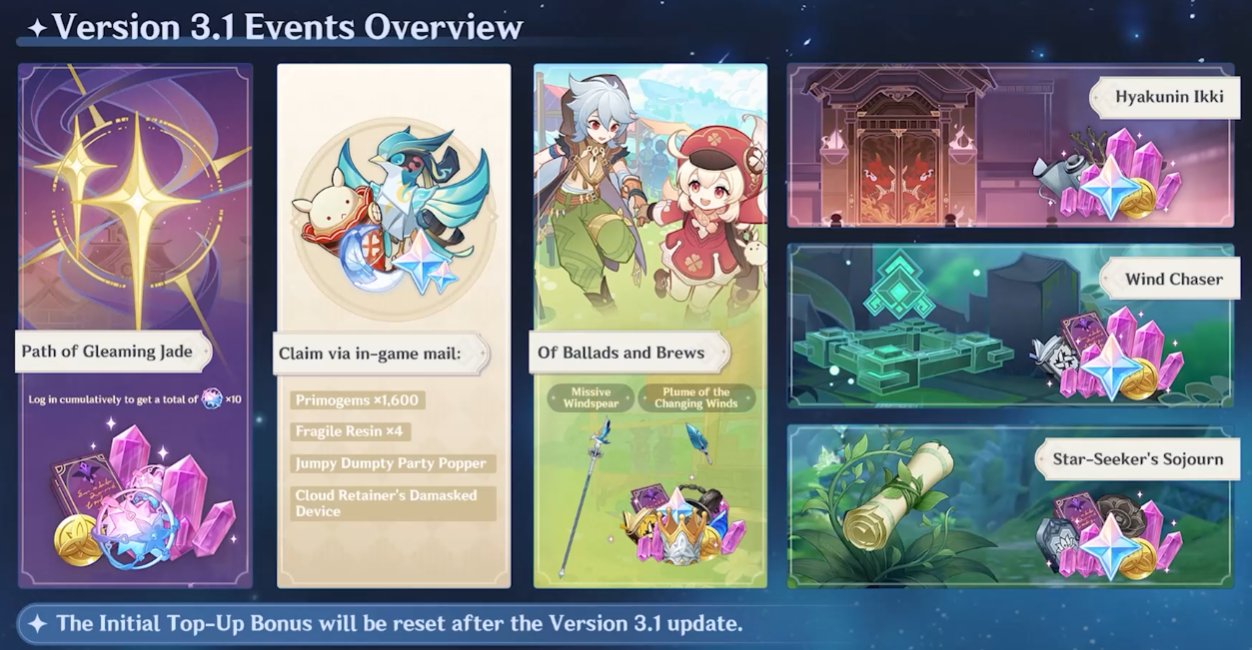 Version 3.1 Events Overview
Path of Gleaming Jade
Log in cumulatively to get a total of ×10
Claim via in-game mail:
Primogems ×1,600
Fragile Resin ×4
Jumpy Dumpty Party Popper
Cloud Retainer's Damasked
Device
Of Ballads and Brews
Missive
Windspear
Plume of the
Changing Winds
Hyakunin Ikki
Wind Chaser
Star-Seeker's Sojourn
The Initial Top-Up Bonus will be reset after the Version 3.1 update.